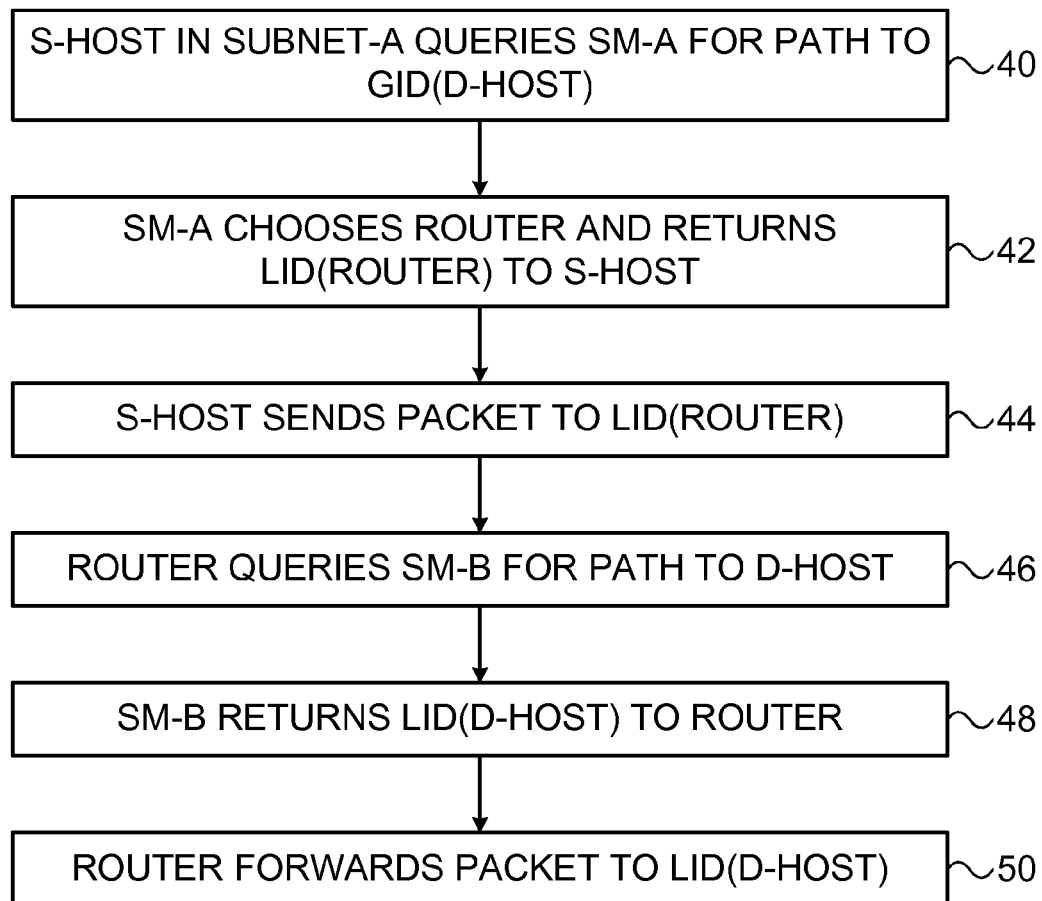 S-HOST IN SUBNET-A QUERIES SM-A FOR PATH TO
GID(D-HOST)
40
SM-A CHOOSES ROUTER AND RETURNS
LID(ROUTER) TO S-HOST
42
S-HOST SENDS PACKET TO LID(ROUTER)
44
ROUTER QUERIES SM-B FOR PATH TO D-HOST
46
SM-B RETURNS LID(D-HOST) TO ROUTER
48
ROUTER FORWARDS PACKET TO LID(D-HOST)
50